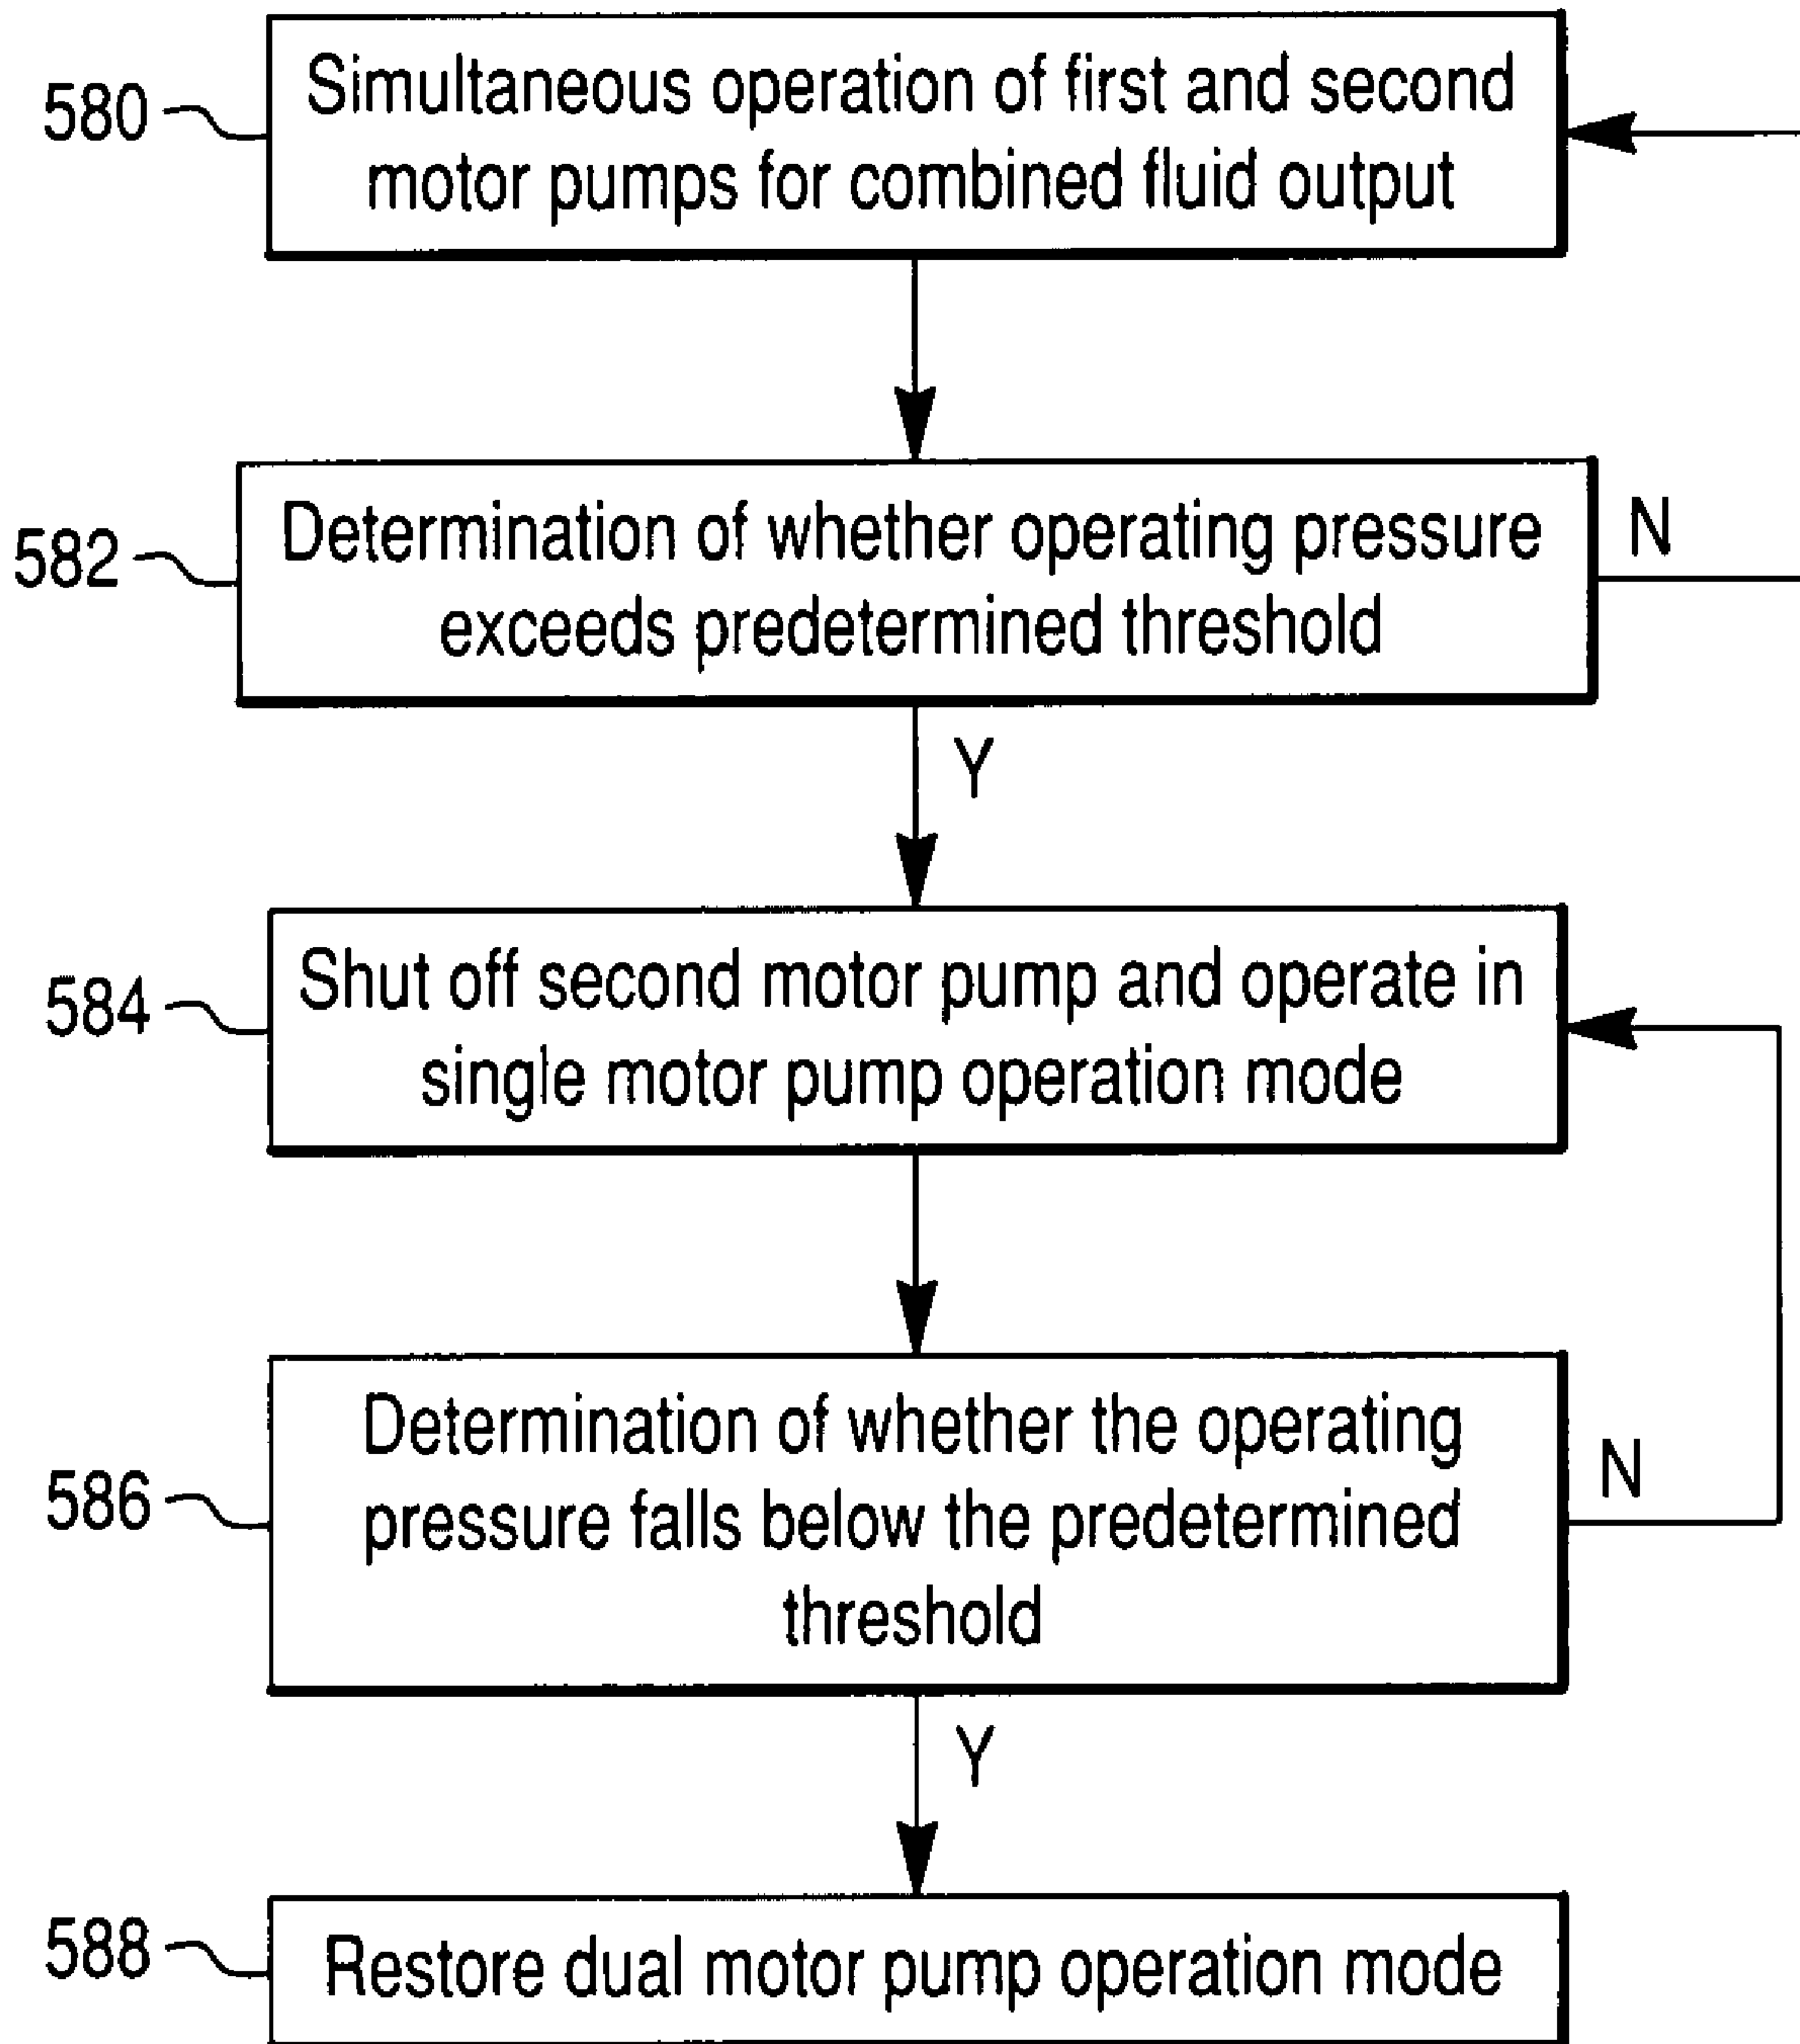 580
Simultaneous operation of first and second
motor pumps for combined fluid output
582
Determination of whether operating pressure
exceeds predetermined threshold
N
Y
584
Shut off second motor pump and operate in
single motor pump operation mode
586
Determination of whether the operating
pressure falls below the predetermined
threshold
N
Y
588
Restore dual motor pump operation mode